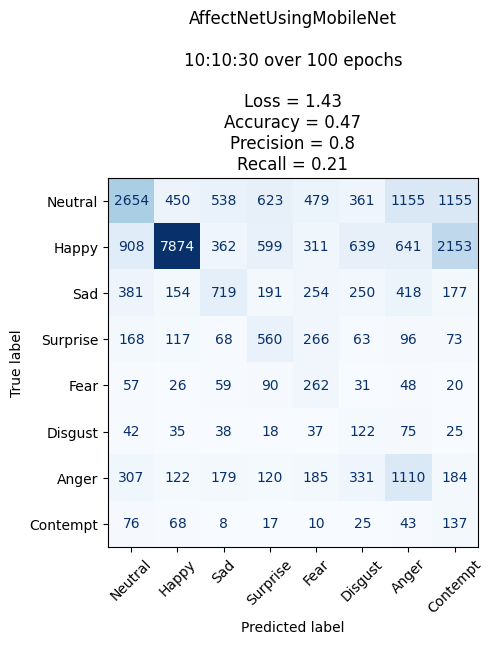 AffectNetUsingMobileNet
10:10:30 over 100 epochs
Loss = 1.43
Accuracy = 0.47
Precision = 0.8
Recall = 0.21
True label
Neutral 2654 450 538 623 479 361 1155 1155
Happy 908 7874 362 599 311 639 641 2153
Sad 381 154 719 191 254 250 418 177
Surprise 168 117 68 560 266 63 96 73
Fear 57 26 59 90 262 31 48 20
Disgust 42 35 38 18 37 122 75 25
Anger 307 122 179 120 185 331 1110 184
Contempt 76 68 8 17 10 25 43 137
Neutral Happy Sad Surprise Fear Disgust Anger Contempt
Predicted label